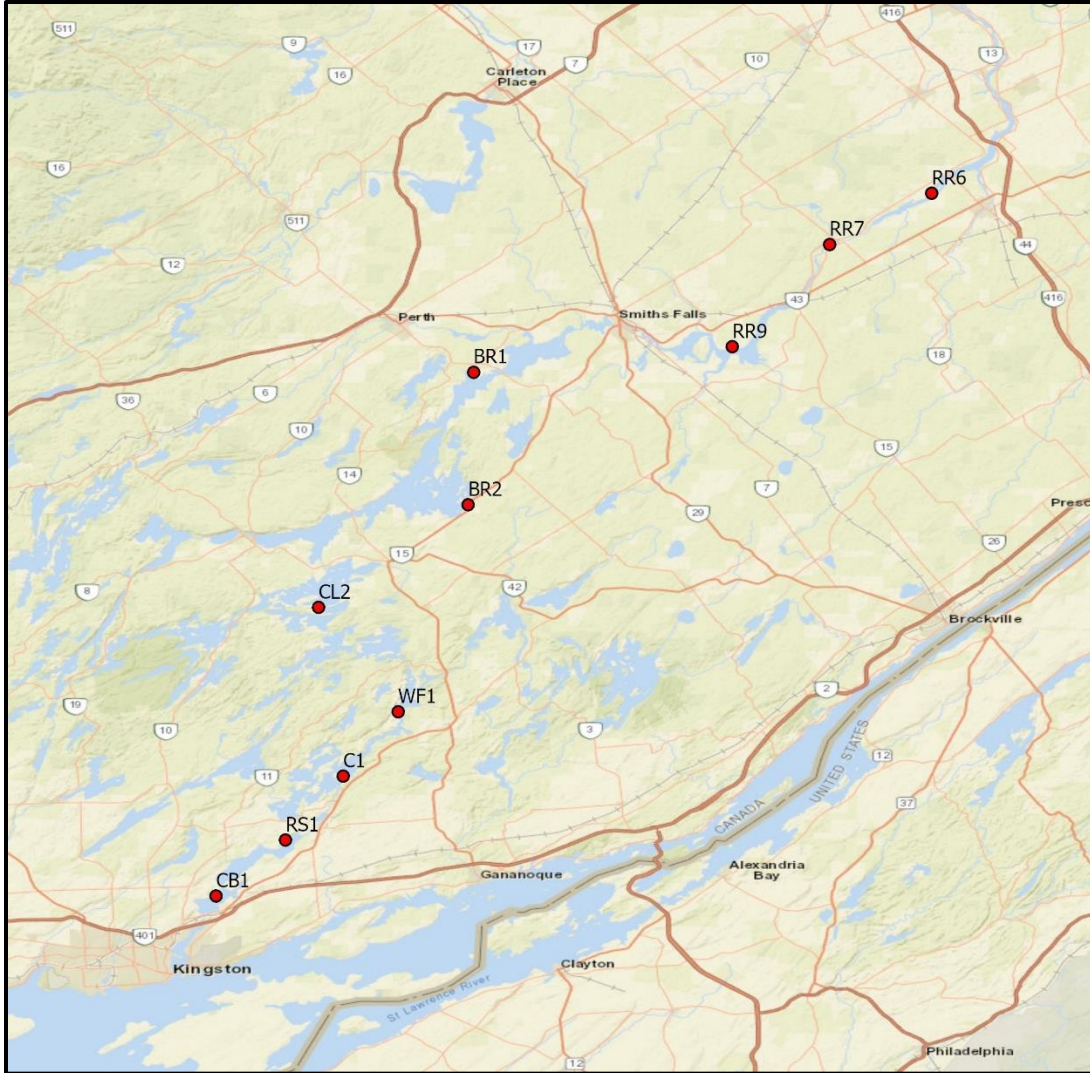 511
416
9
17
7
10
13
16
Carleton
Place
16
RR6
511
RR7
44
12
43
416
Perth
Smiths Falls
RR9
BR1
18
6
36
10
15
14
7
BR2
Presc
29
26
15
8
42
CL2
Brockville
2
WF1
19
10
3
12
UNITED STATES
11
C1
37
CANADA
RS1
Gananoque
Alexandria
Bay
CB1
401
Kingston
Clayton
St Lawrence River
Philadelphia
12